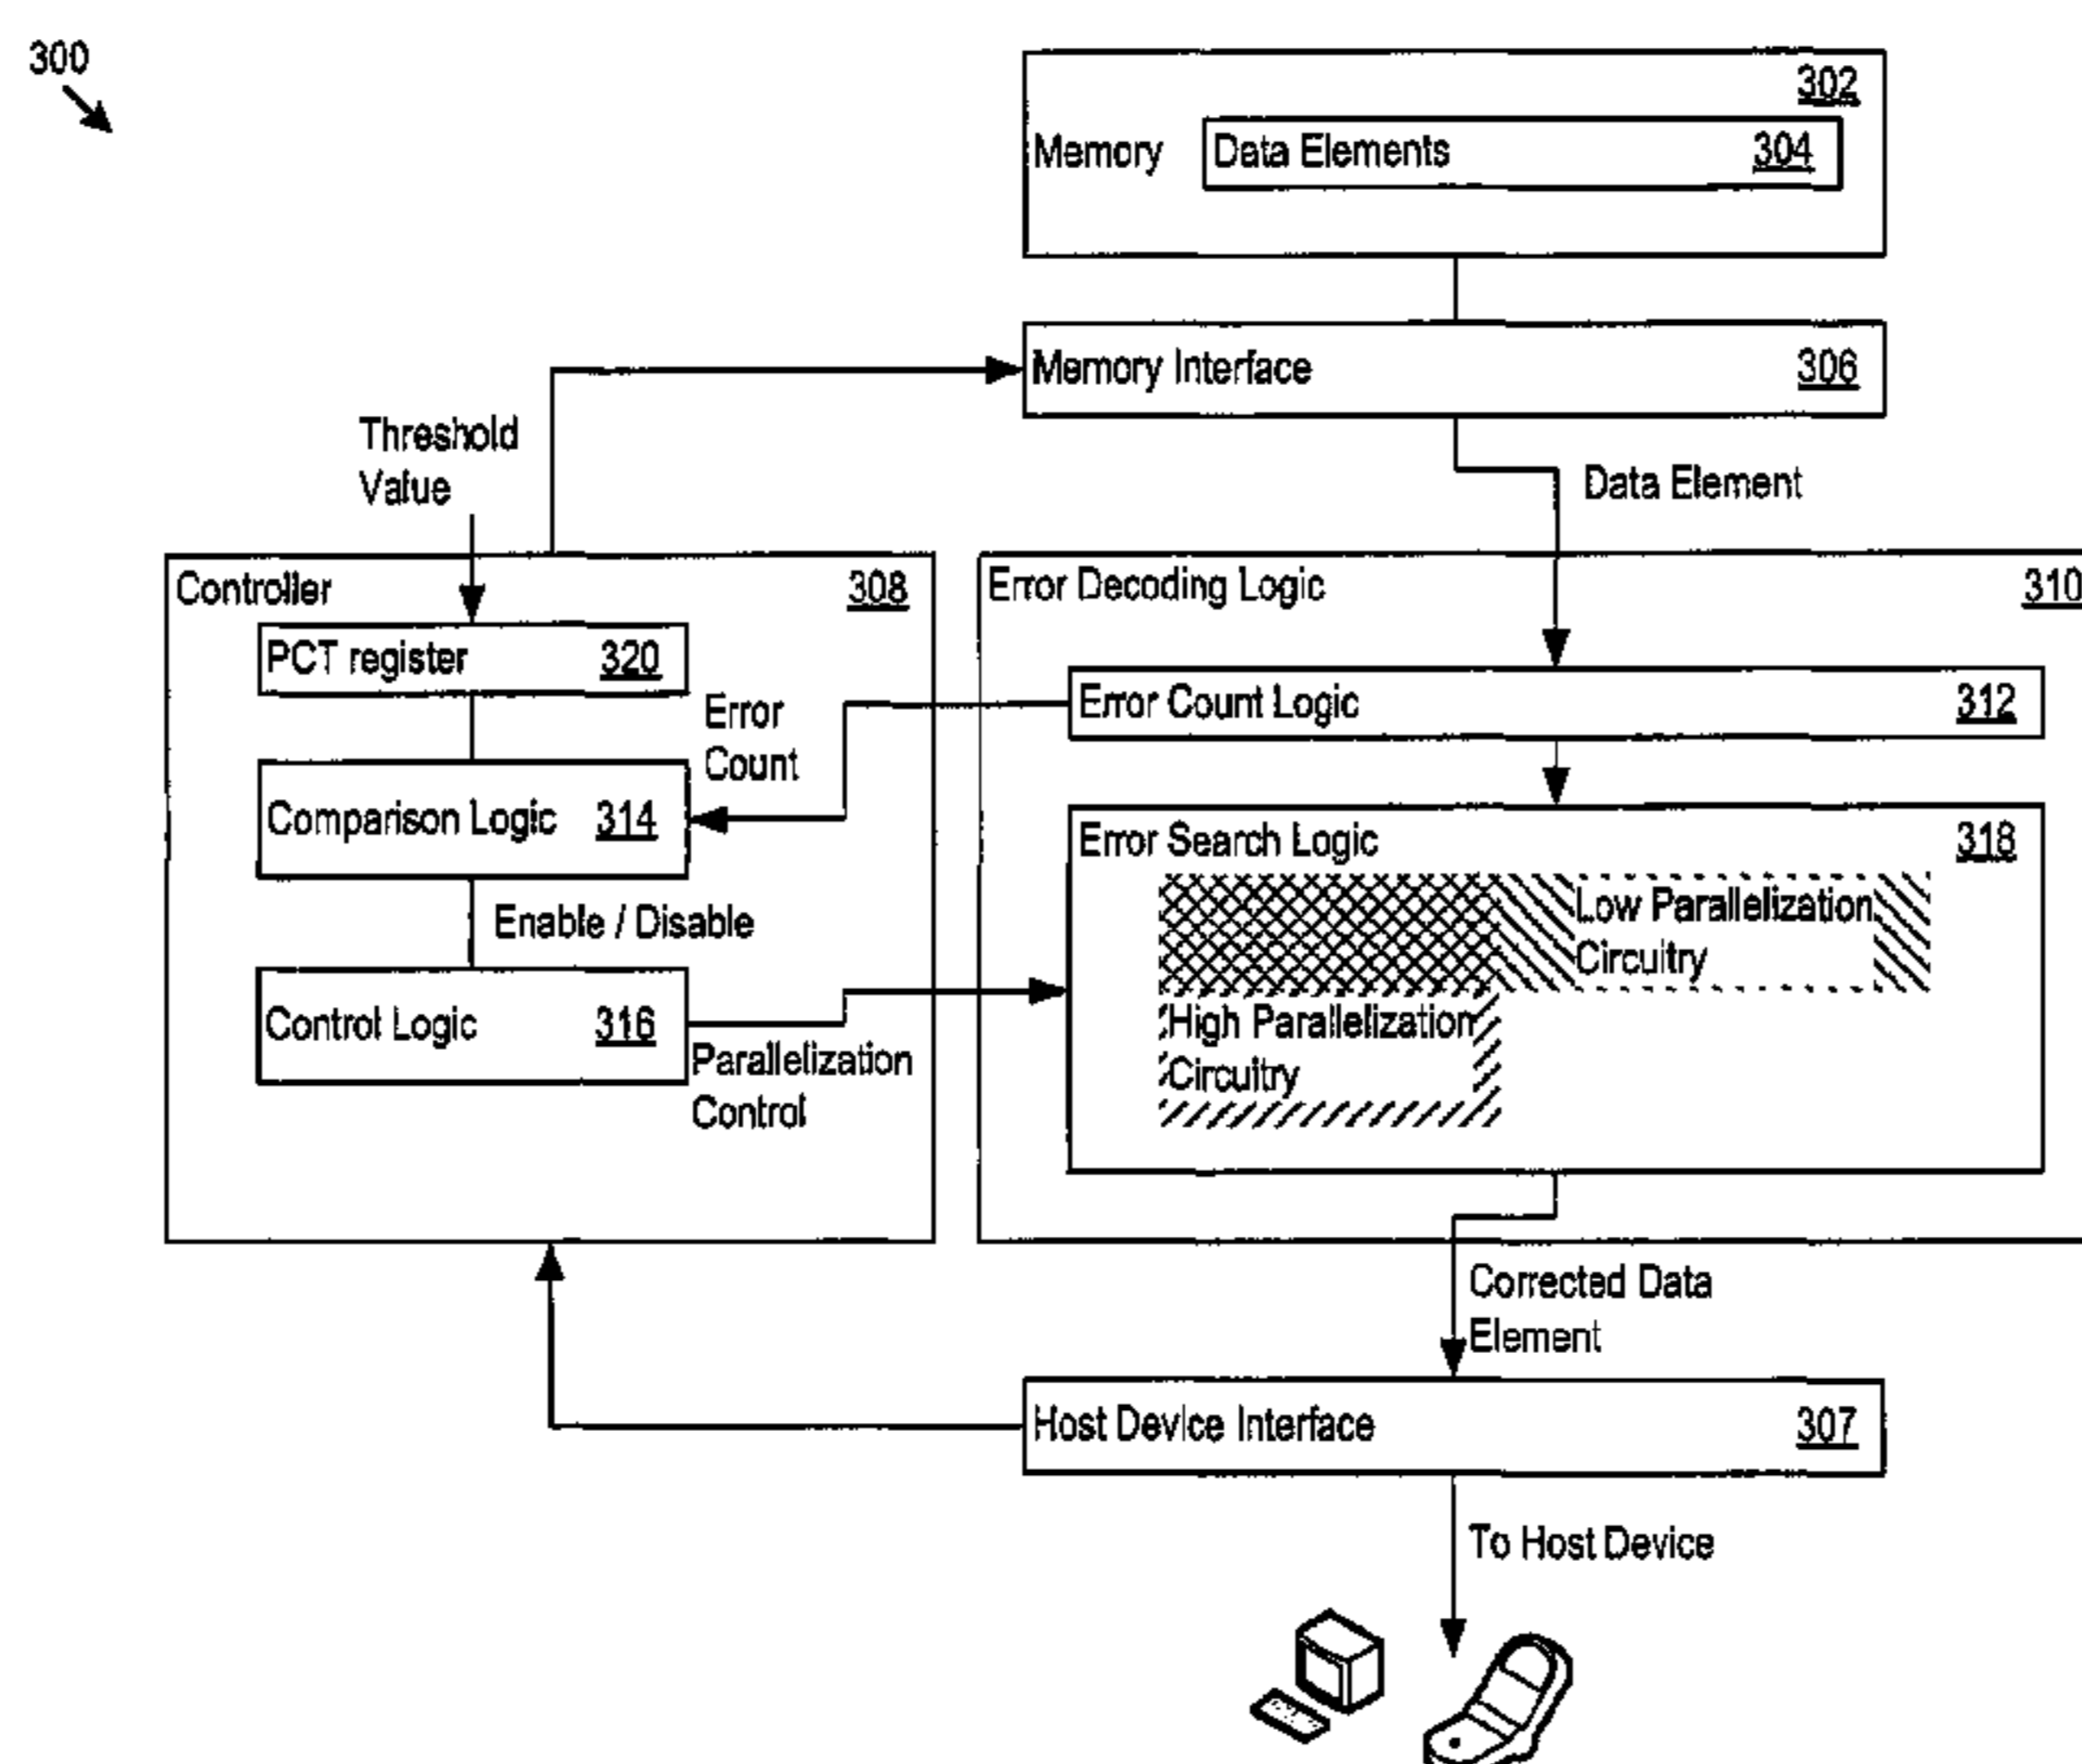 300
302
Memory
Data Elements 304
Memory Interface 306
Threshold
Value
Data Element
Controller 308
Error Decoding Logic 310
PCT register 320
Error
Count
Error Count Logic 312
Comparison Logic 314
Error Search Logic 318
Low Parallelization
Circuitry
Enable / Disable
High Parallelization
Circuitry
Control Logic 316
Parallelization
Control
Corrected Data
Element
Host Device Interface 307
To Host Device